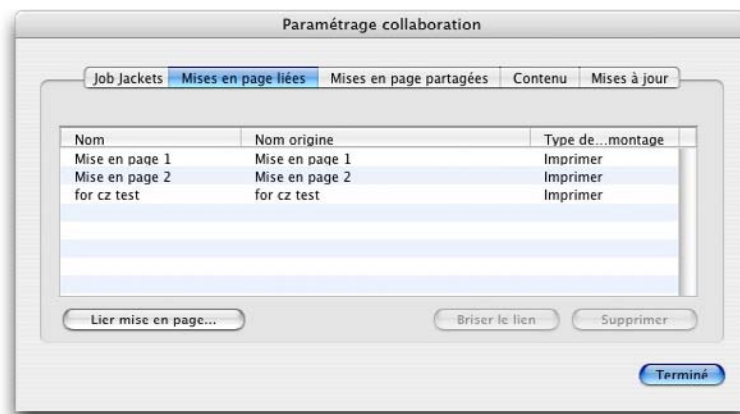 Paramétrage collaboration
Job Jackets Mises en page liées Mises en page partagées Contenu Mises à jour
Nom Nom origine Type de...montage
Mise en page 1 Mise en page 1 Imprimer
Mise en page 2 Mise en page 2 Imprimer
for cz test for cz test Imprimer
Lier mise en page... Briser le lien Supprimer
Terminé